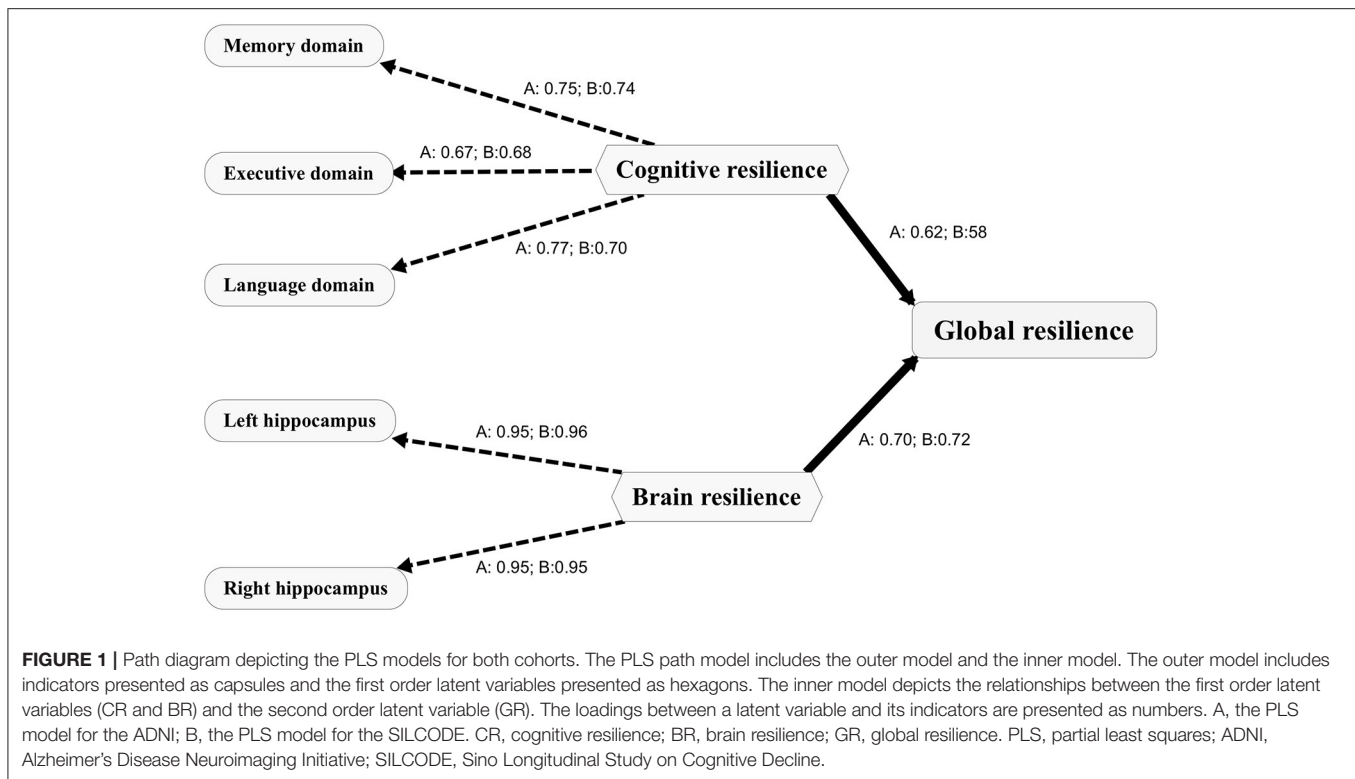 Memory domain
A: 0.75; B:0.74
Executive domain
A: 0.67; B:0.68
Cognitive resilience
A: 0.77; B:0.70
A: 0.62; B:58
Language domain
Global resilience
Left hippocampus
A: 0.95; B:0.96
A: 0.70; B:0.72
Brain resilience
A: 0.95; B:0.95
Right hippocampus
FIGURE 1 | Path diagram depicting the PLS models for both cohorts. The PLS path model includes the outer model and the inner model. The outer model includes
indicators presented as capsules and the first order latent variables presented as hexagons. The inner model depicts the relationships between the first order latent
variables (CR and BR) and the second order latent variable (GR). The loadings between a latent variable and its indicators are presented as numbers. A, the PLS
model for the ADNI; B, the PLS model for the SILCODE. CR, cognitive resilience; BR, brain resilience; GR, global resilience. PLS, partial least squares; ADNI,
Alzheimer's Disease Neuroimaging Initiative; SILCODE, Sino Longitudinal Study on Cognitive Decline.